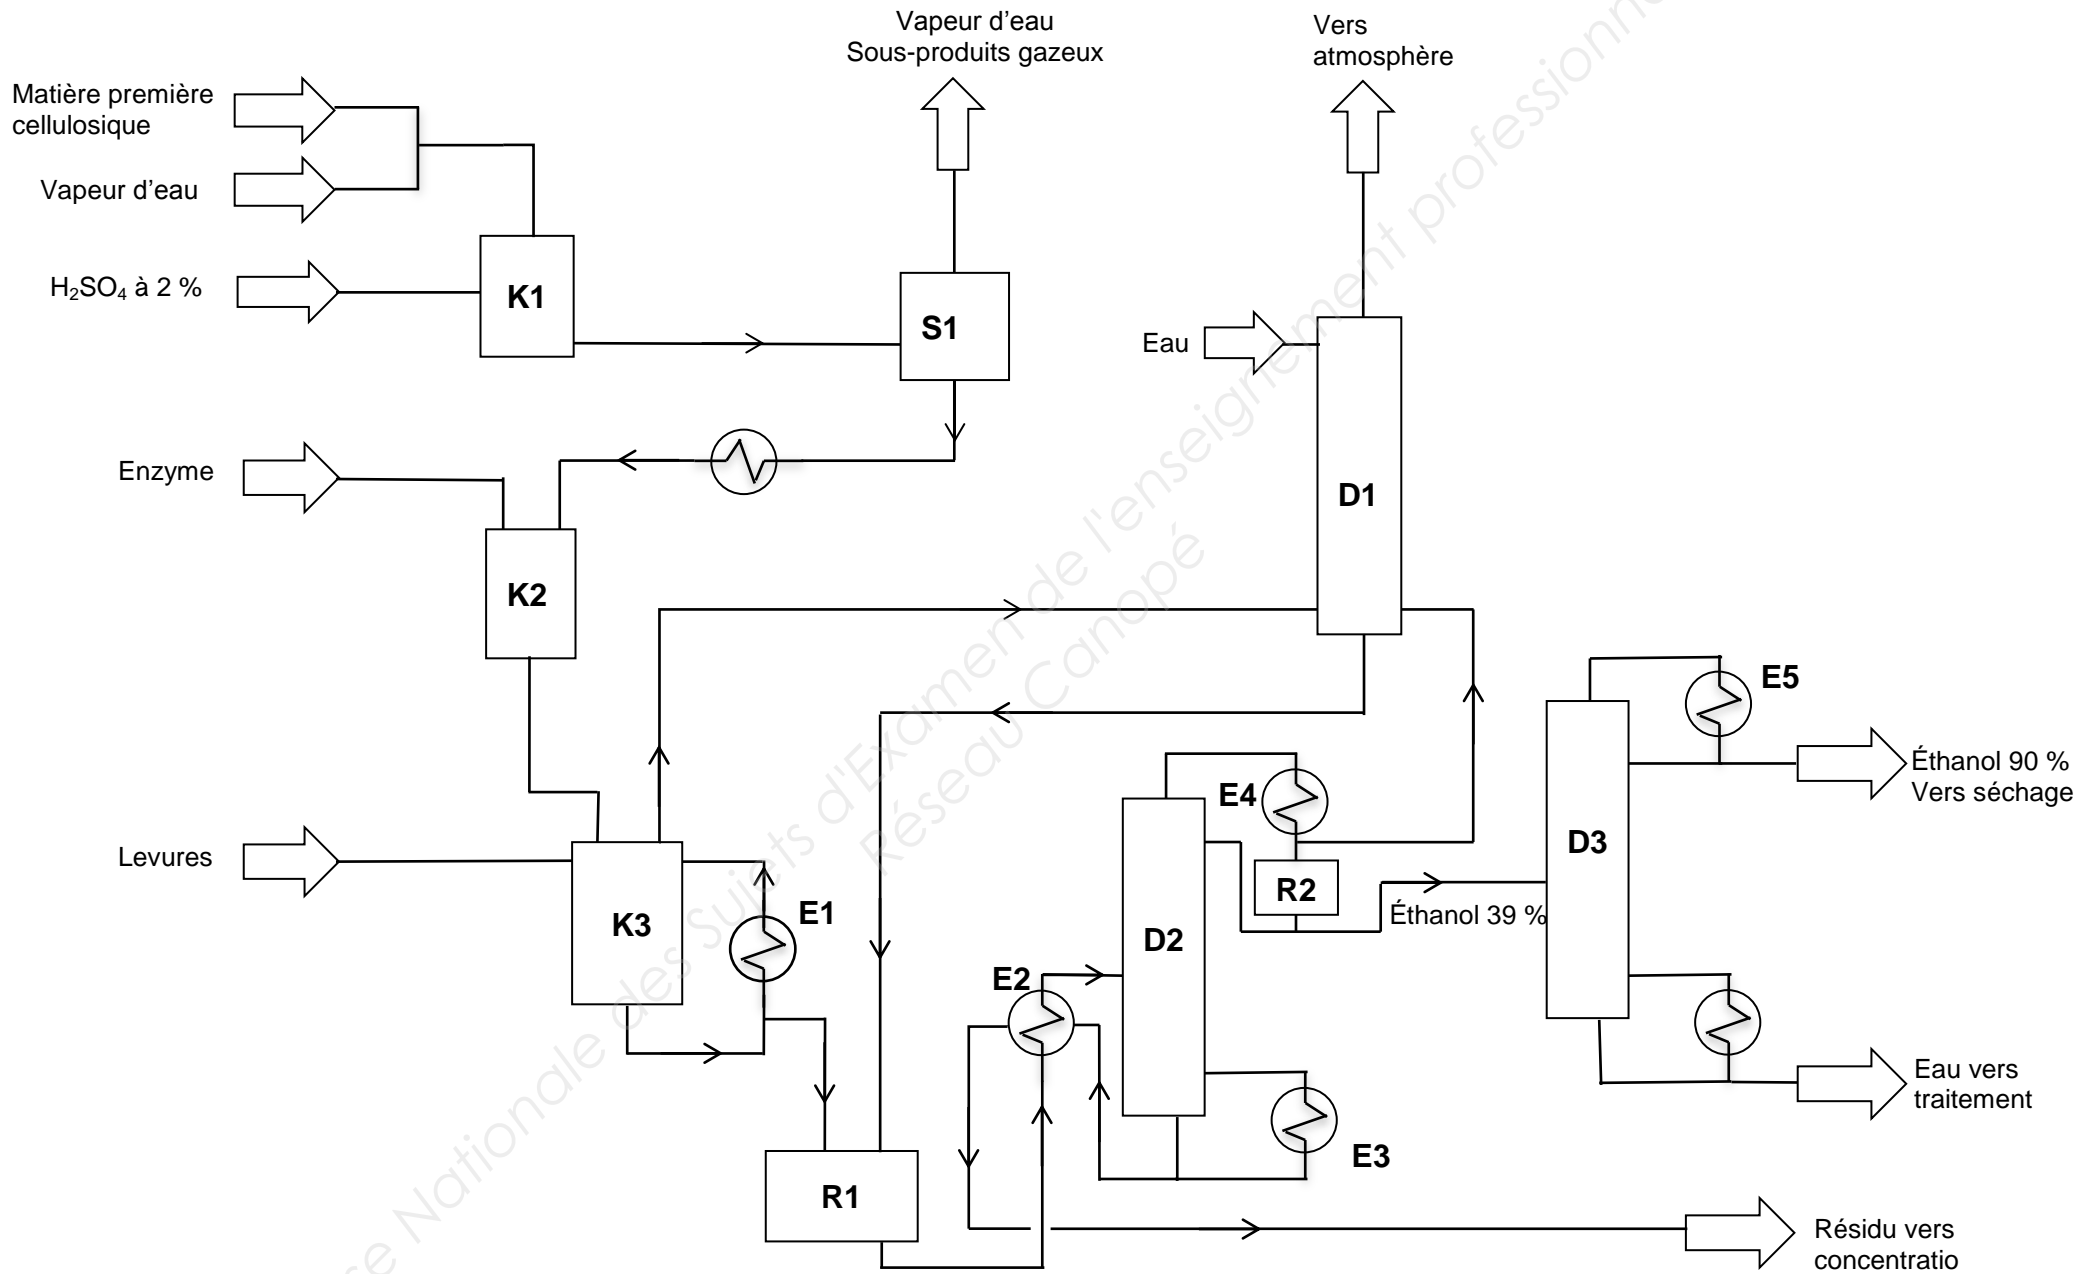 Vapeur d'eau
Sous-produits gazeux
Vers
atmosphère
Matière première
cellulosique
Vapeur d'eau
H₂SO₄ à 2 %
K1
S1
Eau
Enzyme
D1
K2
E5
Éthanol 90 %
Vers séchage
E4
D3
Levures
R2
Éthanol 39 %
K3
E1
D2
E2
Eau vers
traitement
E3
R1
Résidu vers
concentratio
se Nationale des Sujets d'Examen de l'enseignement professionne
Réseau Canopé